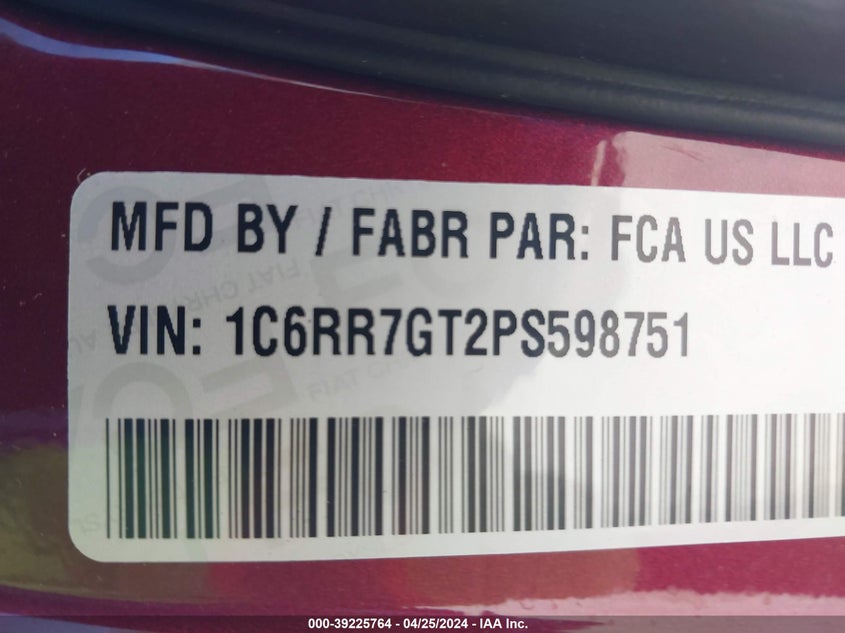 MFD BY / FABR PAR: FCA US LLC
VIN: 1C6RR7GT2PS598751
000-39225764 - 04/25/2024 - IAA Inc.